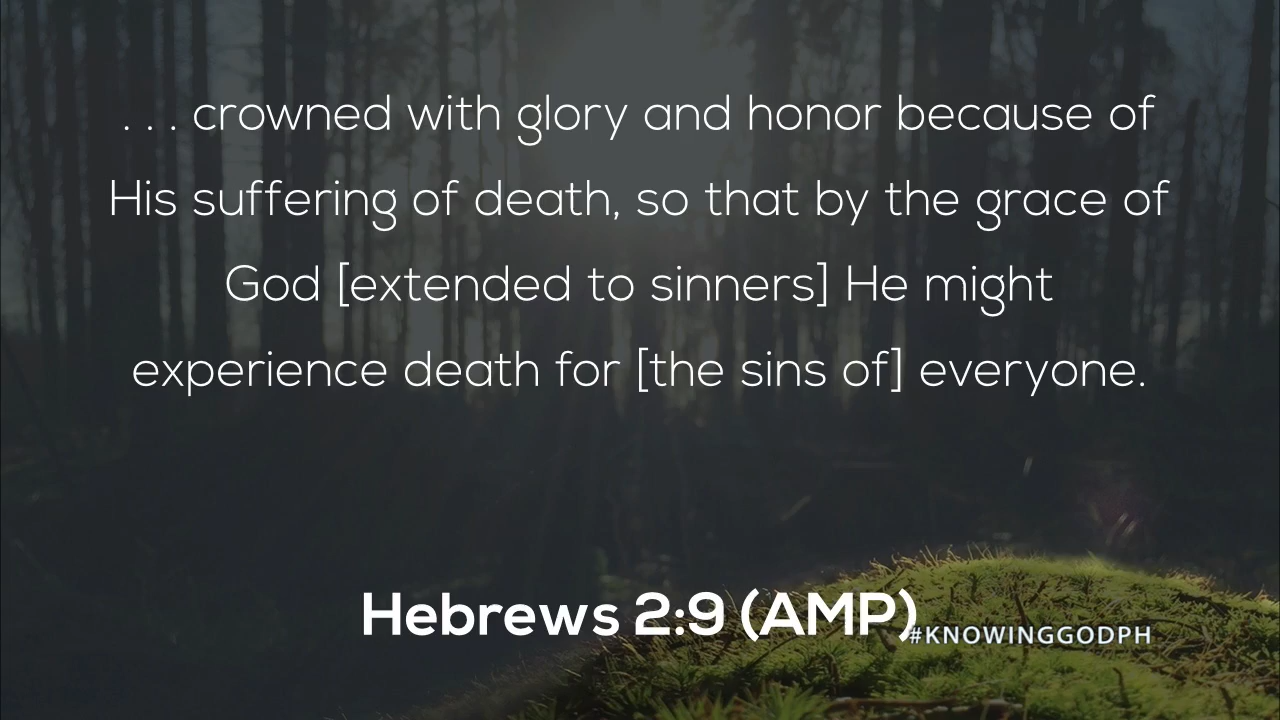 . . . crowned with glory and honor because of
His suffering of death, so that by the grace of
God [extended to sinners] He might
experience death for [the sins of] everyone.
Hebrews 2:9 (AMP)
#KNOWINGGODPH